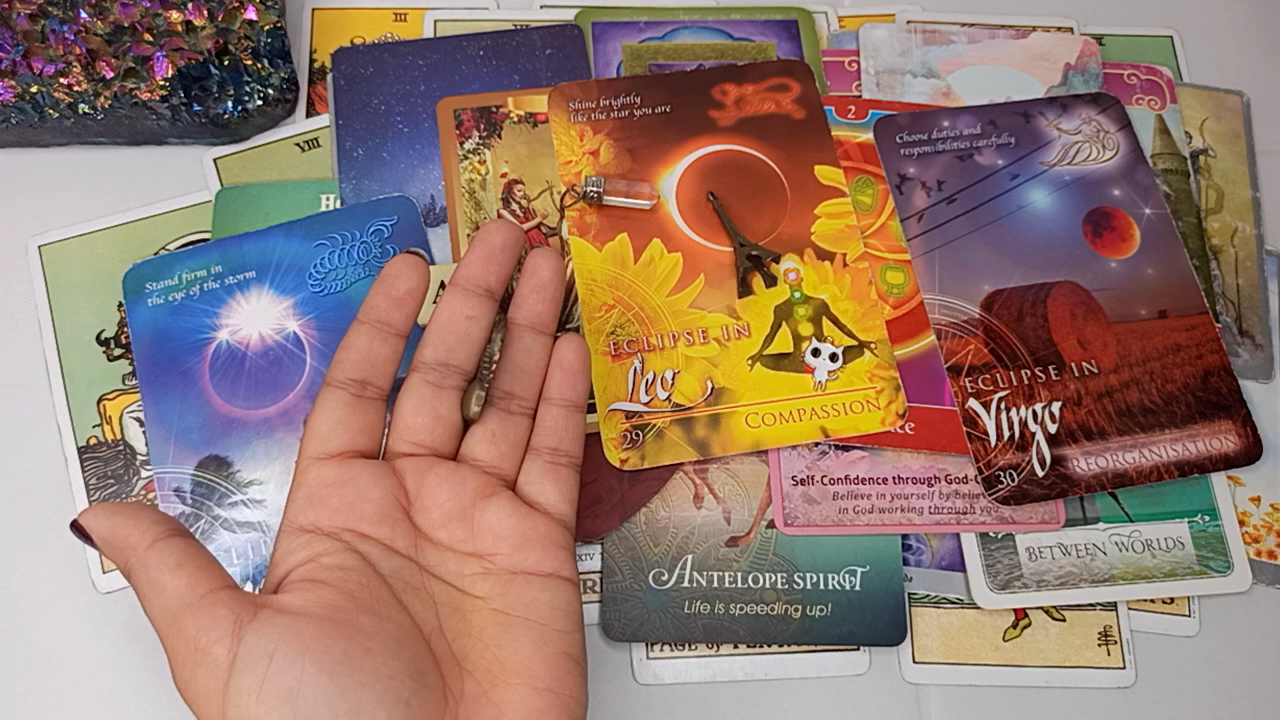 III
VIII
Shine brightly
like the star you are
2
Choose duties and
responsibilities carefully
Stand firm in
the eye of the storm
ECLIPSE IN
Leo
29
COMPASSION
ECLIPSE IN
Virgo
30
REORGANISATION
Self-Confidence through God-
Believe in yourself by
in God working through you
BETWEEN WORLDS
XIV
ANTELOPE SPIRIT
Life is speeding up!
PAGE of